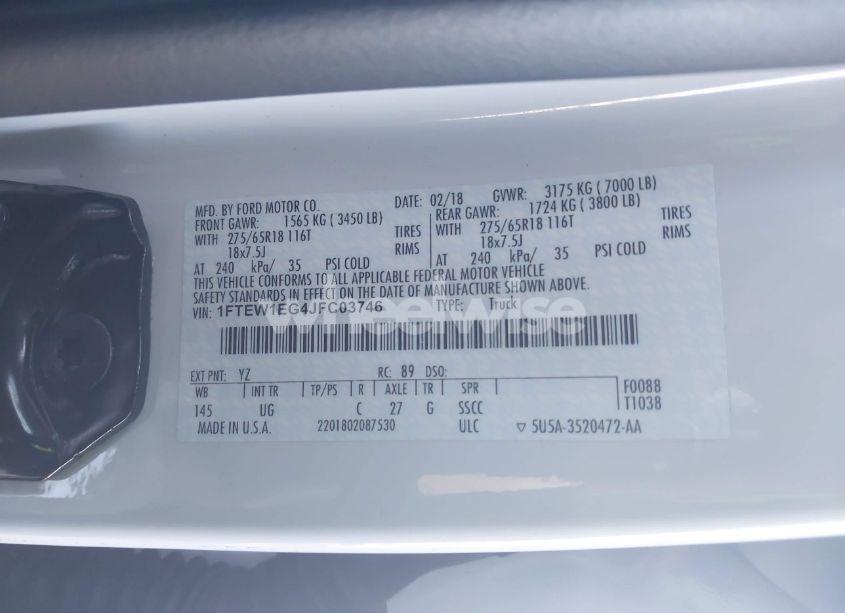 MFD. BY FORD MOTOR CO. DATE: 02/18 GVWR: 3175 KG ( 7000 LB)
FRONT GAWR: 1565 KG ( 3450 LB) REAR GAWR: 1724 KG ( 3800 LB)
WITH 275/65R18 116T TIRES WITH 275/65R18 116T TIRES
18x7.5J RIMS 18x7.5J RIMS
AT 240 kPa/ 35 PSI COLD AT 240 kPa/ 35 PSI COLD
THIS VEHICLE CONFORMS TO ALL APPLICABLE FEDERAL MOTOR VEHICLE
SAFETY STANDARDS IN EFFECT ON THE DATE OF MANUFACTURE SHOWN ABOVE.
VIN: 1FTEW1EG4JFC03746 TYPE: Truck
wheelwise
EXT PNT: YZ RC: 89 DSO:
WB INT TR TP/PS R AXLE TR SPR F0088
145 UG C 27 G SSCC T1038
MADE IN U.S.A. 2201802087530 ULC ▽ 5U5A-3520472-AA